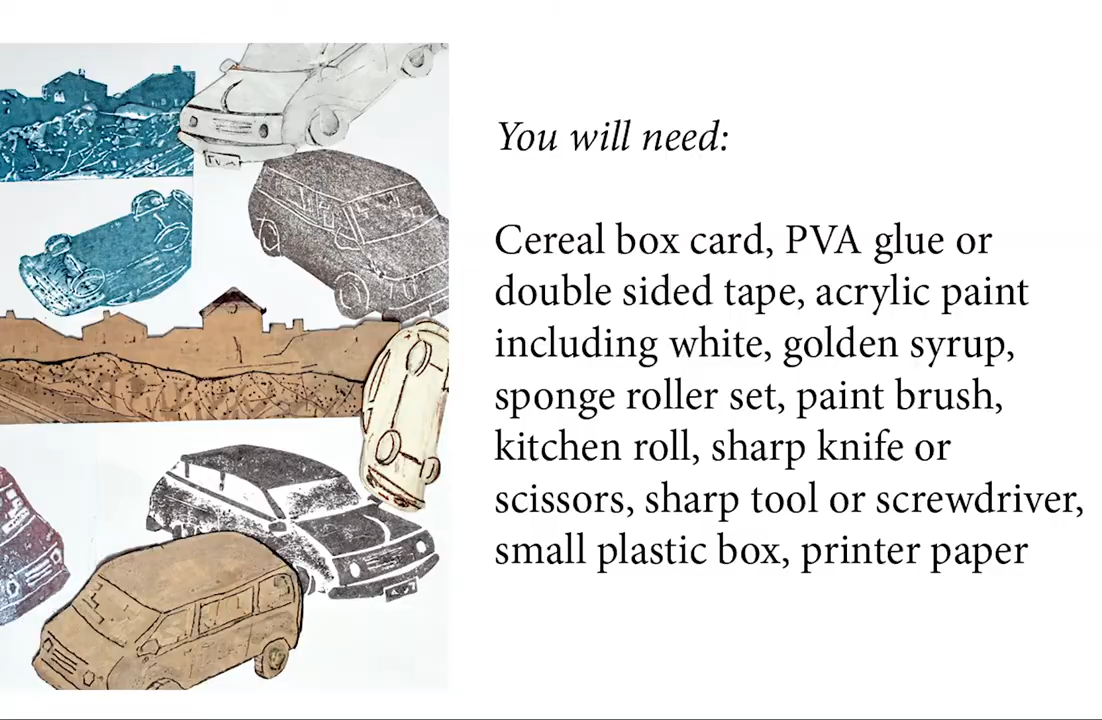 You will need:
Cereal box card, PVA glue or
double sided tape, acrylic paint
including white, golden syrup,
sponge roller set, paint brush,
kitchen roll, sharp knife or
scissors, sharp tool or screwdriver,
small plastic box, printer paper